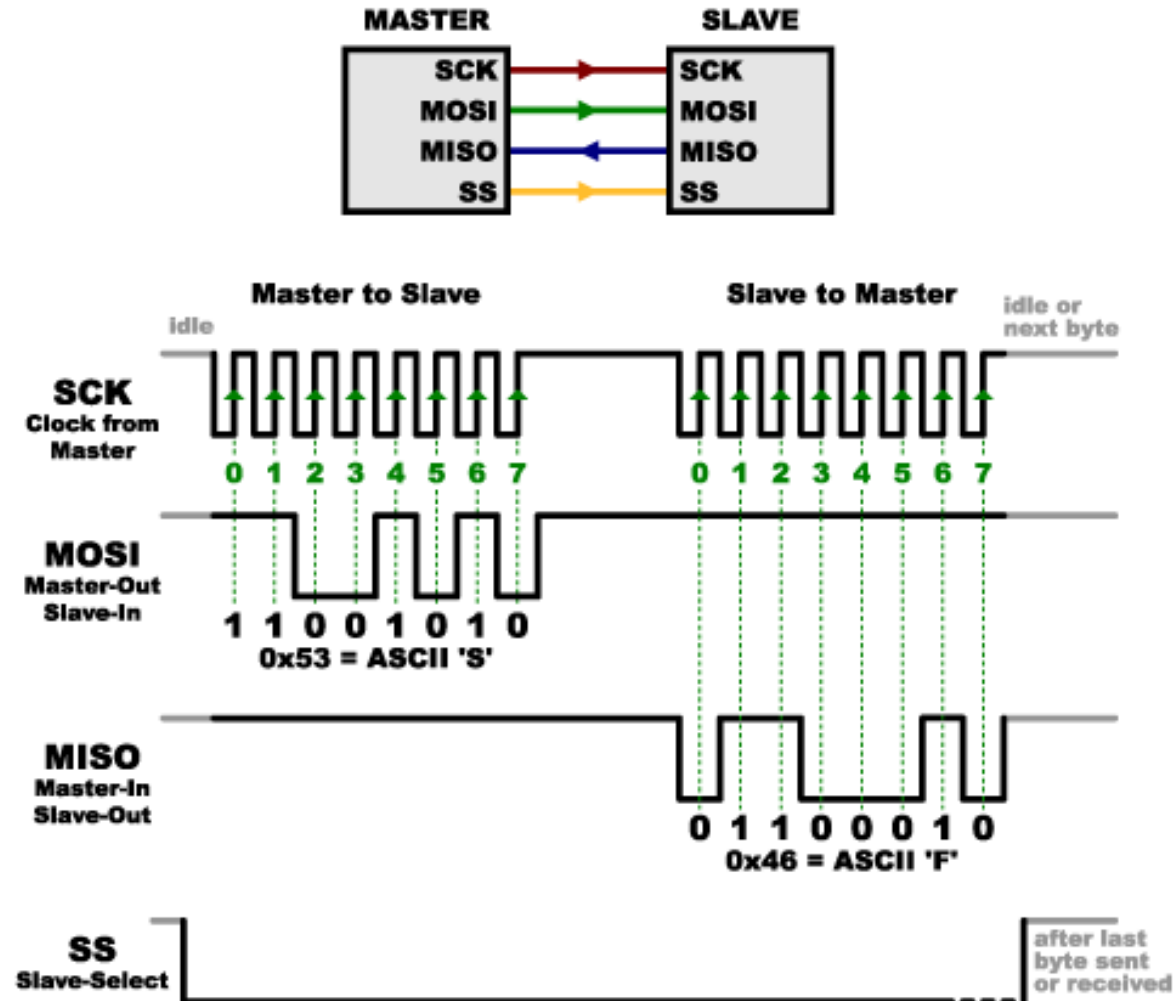 MASTER SLAVE
SCK SCK
MOSI MOSI
MISO MISO
SS SS
Master to Slave Slave to Master
idle
idle or
next byte
SCK
Clock from
Master
0 1 2 3 4 5 6 7 0 1 2 3 4 5 6 7
MOSI
Master-Out
Slave-In
1 1 0 0 1 0 1 0
0x53 = ASCII 'S'
MISO
Master-In
Slave-Out
0 1 1 0 0 0 1 0
0x46 = ASCII 'F'
SS
Slave-Select
after last
byte sent
or received